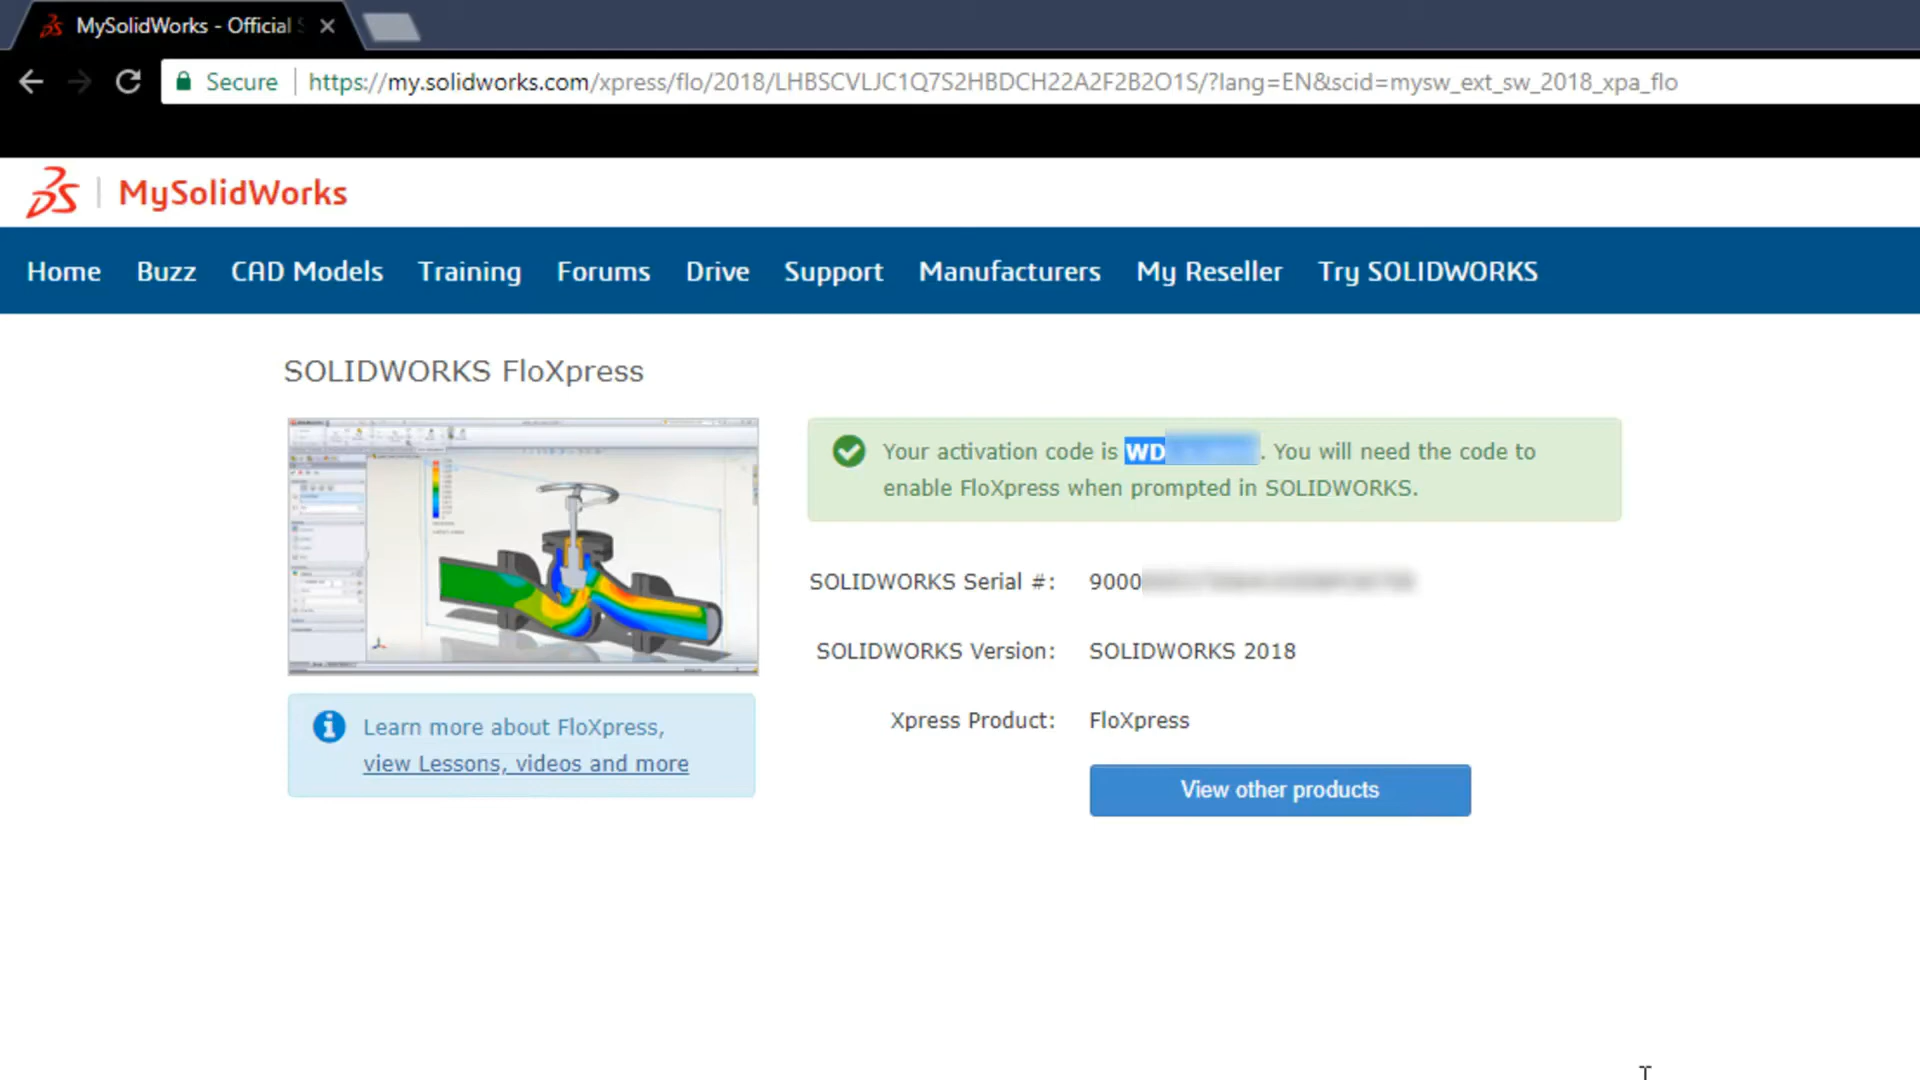 MySolidWorks - Official
Secure https://my.solidworks.com/xpress/flo/2018/LHBSCVLJC1Q7S2HBDCH22A2F2B2O1S/?lang=EN&scid=mysw_ext_sw_2018_xpa_flo
MySolidWorks
Home Buzz CAD Models Training Forums Drive Support Manufacturers My Reseller Try SOLIDWORKS
SOLIDWORKS FloXpress
Your activation code is WD . You will need the code to
enable FloXpress when prompted in SOLIDWORKS.
SOLIDWORKS Serial #: 9000
SOLIDWORKS Version: SOLIDWORKS 2018
Xpress Product: FloXpress
View other products
Learn more about FloXpress,
view Lessons, videos and more